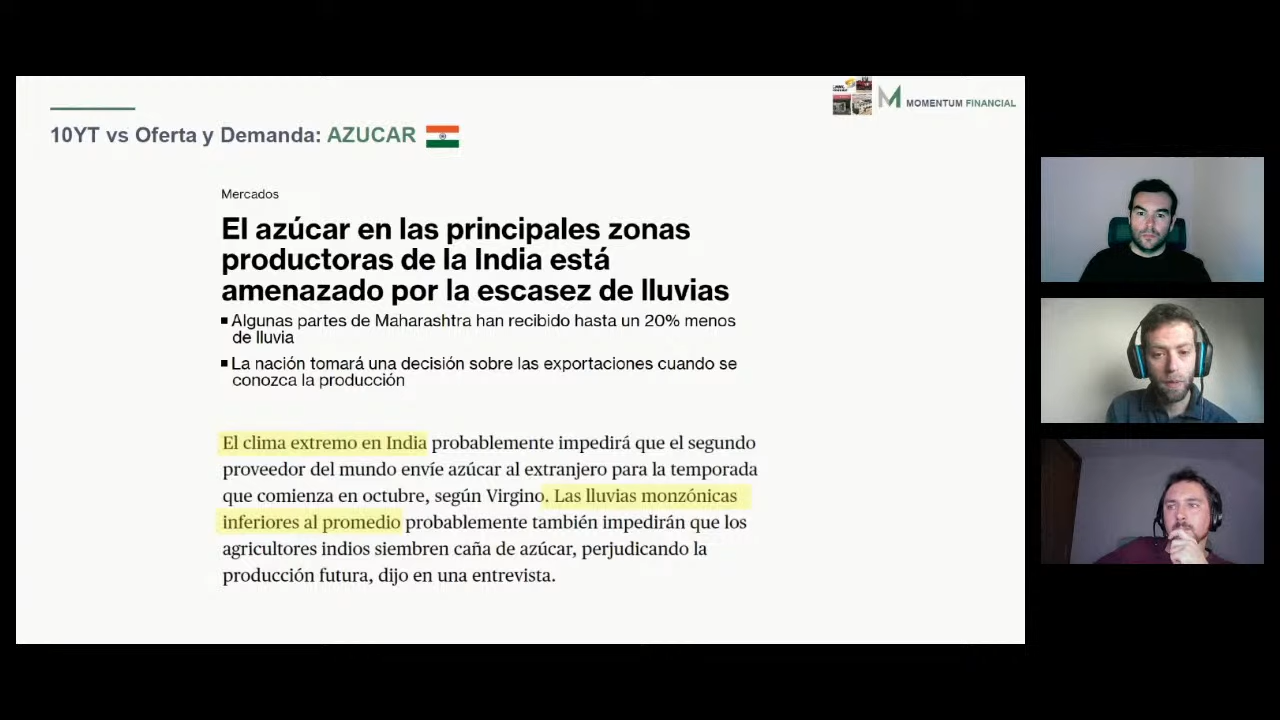 MOMENTUM FINANCIAL
10YT vs Oferta y Demanda: AZUCAR
Mercados
El azúcar en las principales zonas
productoras de la India está
amenazado por la escasez de lluvias
Algunas partes de Maharashtra han recibido hasta un 20% menos
de lluvia
La nación tomará una decisión sobre las exportaciones cuando se
conozca la producción
El clima extremo en India probablemente impedirá que el segundo
proveedor del mundo envíe azúcar al extranjero para la temporada
que comienza en octubre, según Virgino. Las lluvias monzónicas
inferiores al promedio probablemente también impedirán que los
agricultores indios siembren caña de azúcar, perjudicando la
producción futura, dijo en una entrevista.